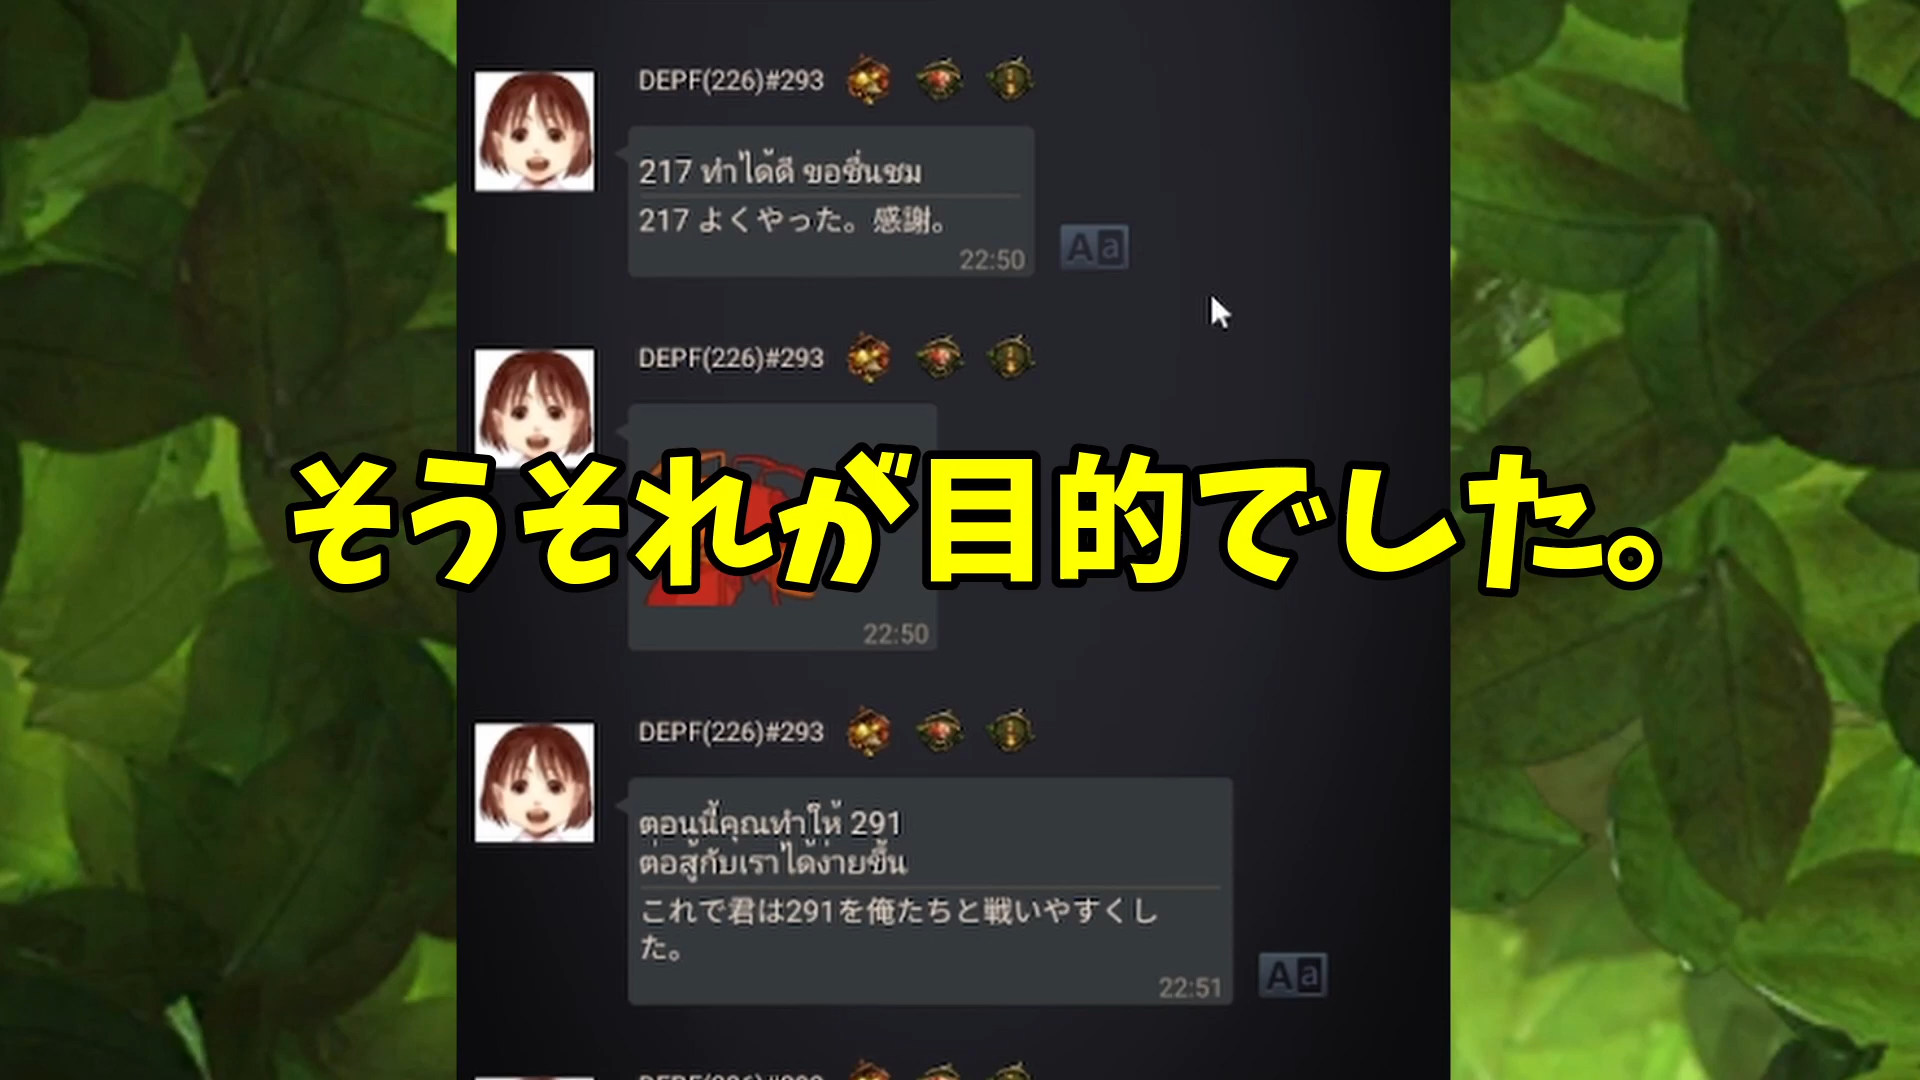 DEPF(226)#293
217 ทำได้ดี ขอชื่นชม
217 よくやった。感謝。
22:50
Aa
DEPF(226)#293
そうそれが目的でした。
22:50
DEPF(226)#293
ตอนนี้คุณทำให้ 291
ต่อสู้กับเราได้ง่ายขึ้น
これで君は291を俺たちと戦いやすくし
た。
22:51
Aa